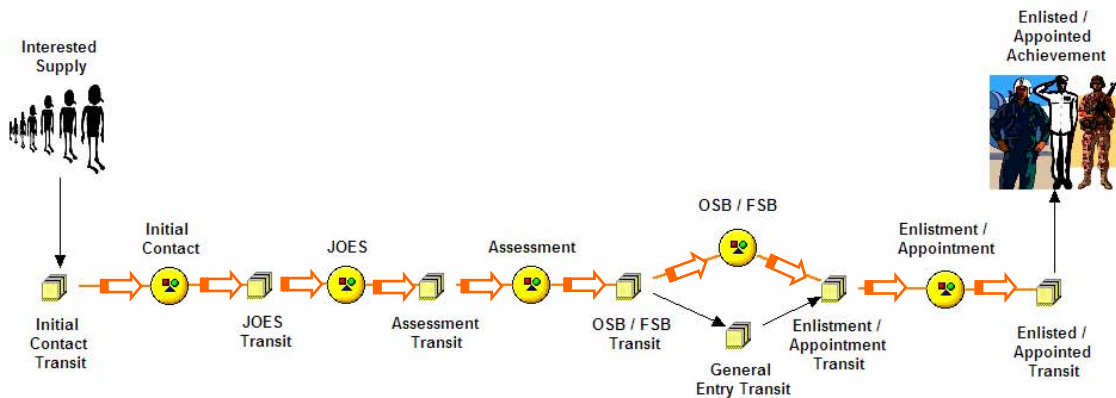 Interested
Supply
Enlisted /
Appointed
Achievement
Initial
Contact
JOES
Assessment
OSB / FSB
Enlistment /
Appointment
Initial
Contact
Transit
JOES
Transit
Assessment
Transit
OSB / FSB
Transit
General
Entry Transit
Enlistment /
Appointment
Transit
Enlisted /
Appointed
Transit